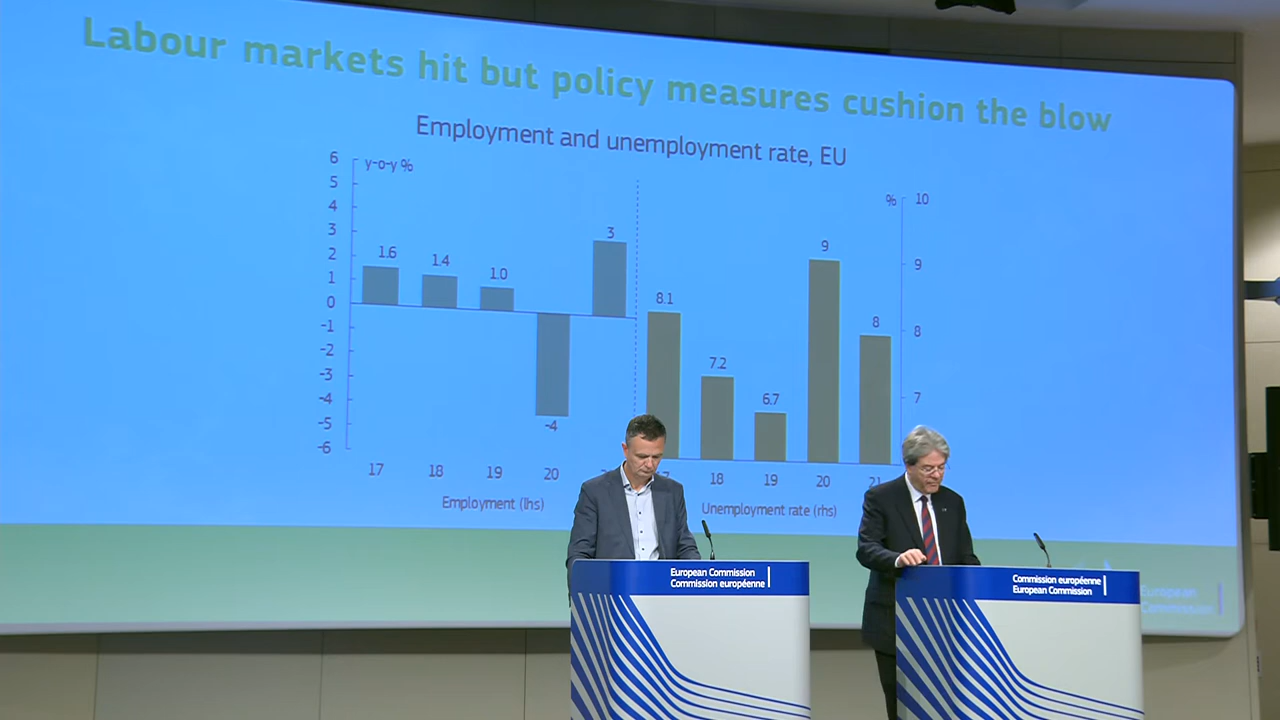 Labour markets hit but policy measures cushion the blow
Employment and unemployment rate, EU
y-o-y %
6
5
4
3
2
1
0
-1
-2
-3
-4
-5
-6
1.6
1.4
1.0
-4
3
8.1
7.2
6.7
9
8
%
10
9
8
7
17 18 19 20
18 19 20 21
Employment (lhs)
Unemployment rate (rhs)
European Commission
Commission européenne
Commission européenne
European Commission
European
Commission